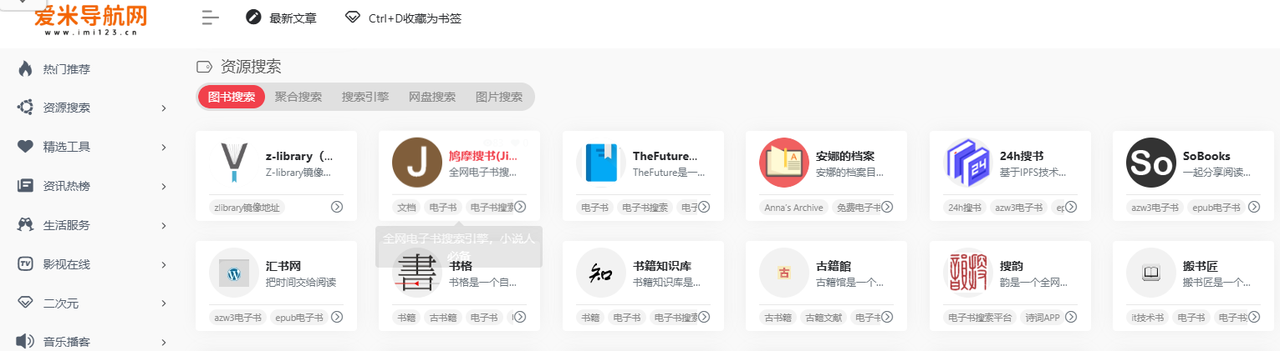 爱米导航网
www.imi123.cn
最新文章
Ctrl+D收藏为书签
热门推荐
资源搜索
精选工具
资讯热榜
生活服务
影视在线
二次元
音乐播客
资源搜索
图书搜索 聚合搜索 搜索引擎 网盘搜索 图片搜索
z-library（...
Z-library镜像...
zlibrary镜像地址
鸠摩搜书(Ji...
全网电子书搜...
文档 电子书 电子书搜索
TheFuture...
TheFuture是一...
电子书 电子书搜索 电子
安娜的档案
安娜的档案目...
Anna's Archive 免费电子书
24h搜书
基于IPFS技术...
24h搜书 azw3电子书 ep
So
SoBooks
一起分享阅读...
azw3电子书 epub电子书
全网电子书搜索引擎，小说人
汇书网
把时间交给阅读
azw3电子书 epub电子书
書
书格
书格是一个自...
书籍 古书籍 电子书
知
书籍知识库
书籍知识库是...
书籍 电子书 电子书搜索
古
古籍館
古籍馆是一个...
古书籍 古籍文献 电子书
搜韵
韵是一个全网...
电子书搜索平台 诗词APP
搬书匠
搬书匠是一个...
it技术书 电子书 电子书